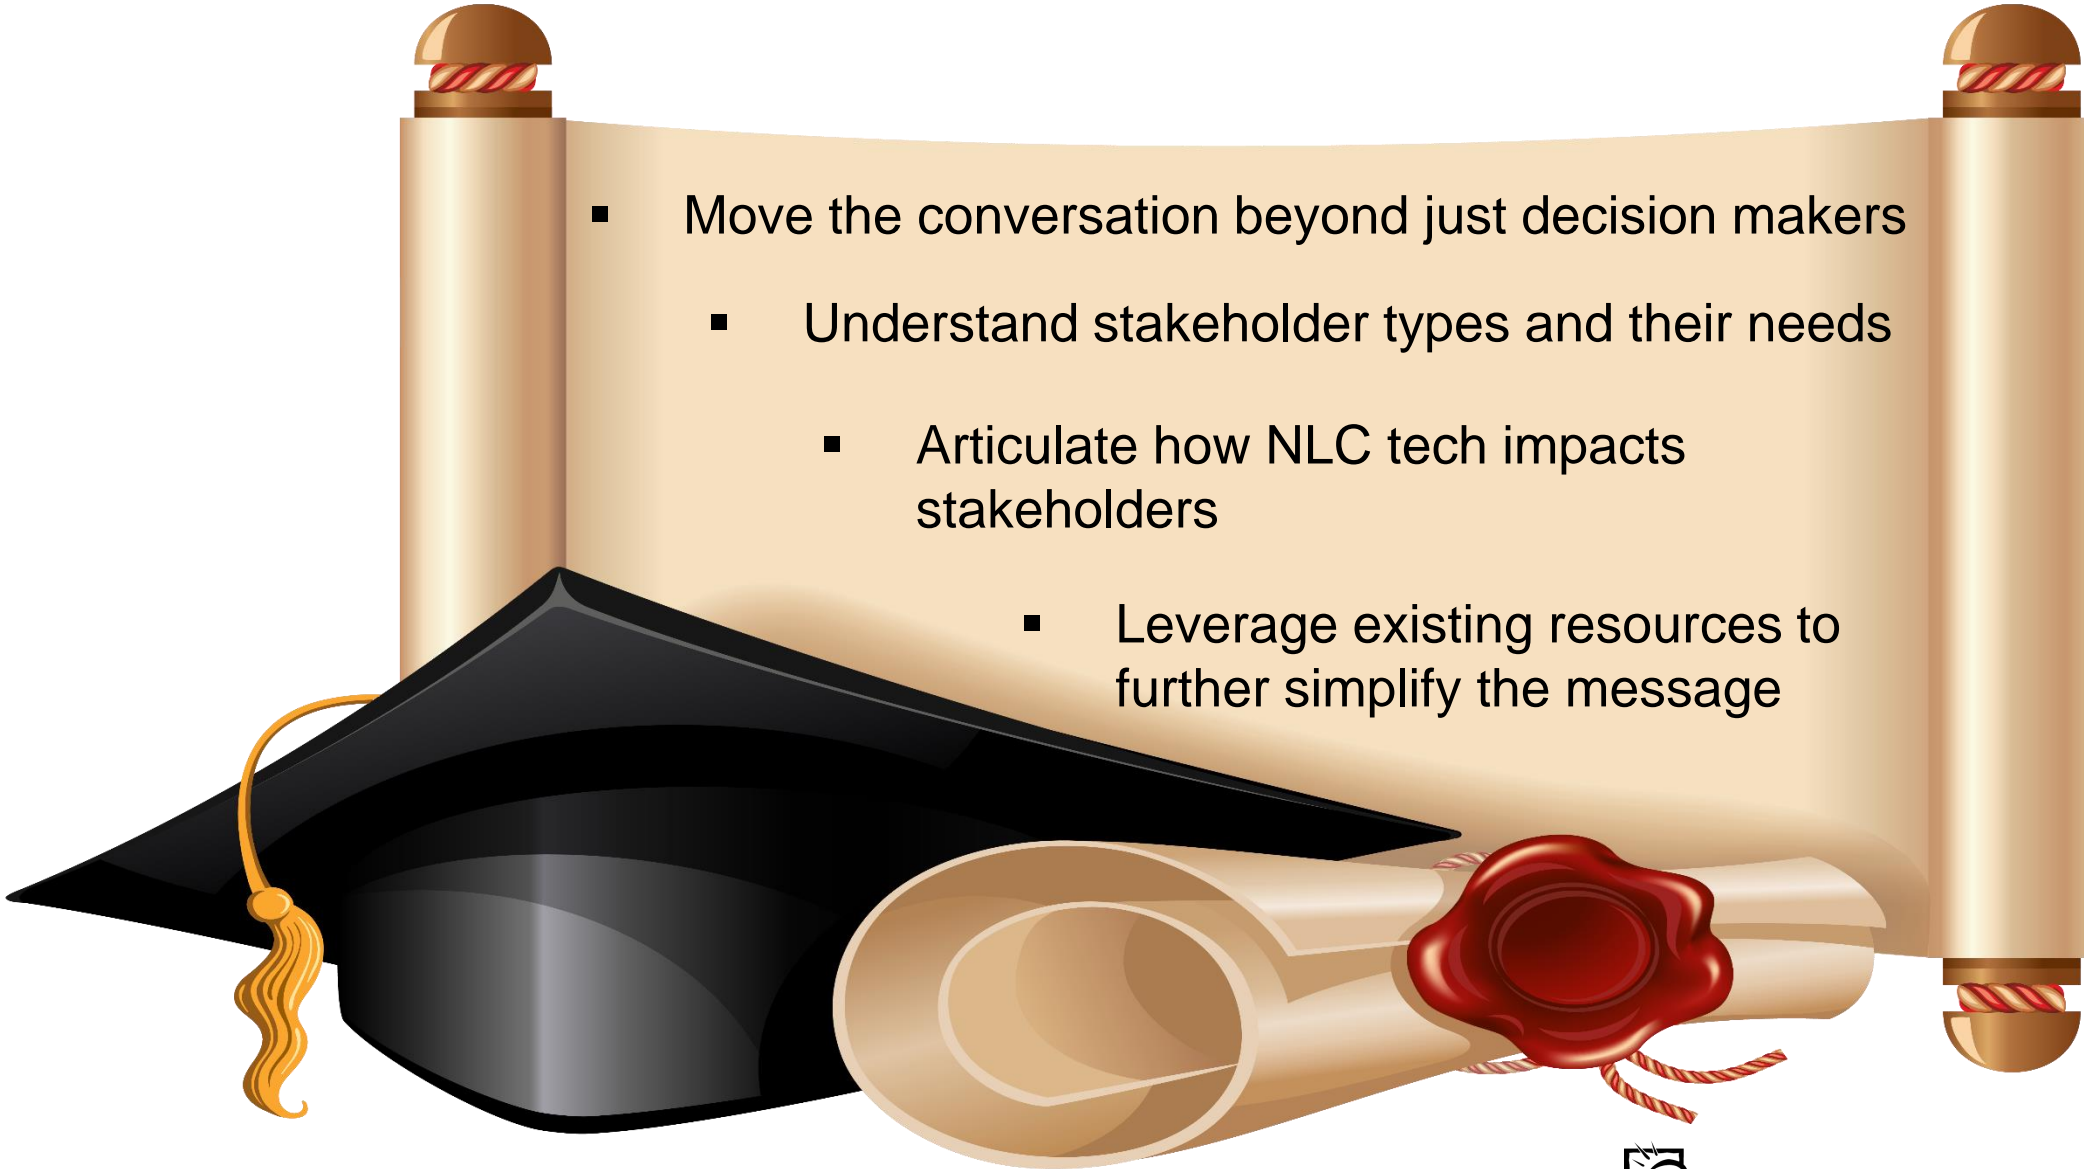 ▪ Move the conversation beyond just decision makers
▪ Understand stakeholder types and their needs
▪ Articulate how NLC tech impacts
stakeholders
▪ Leverage existing resources to
further simplify the message